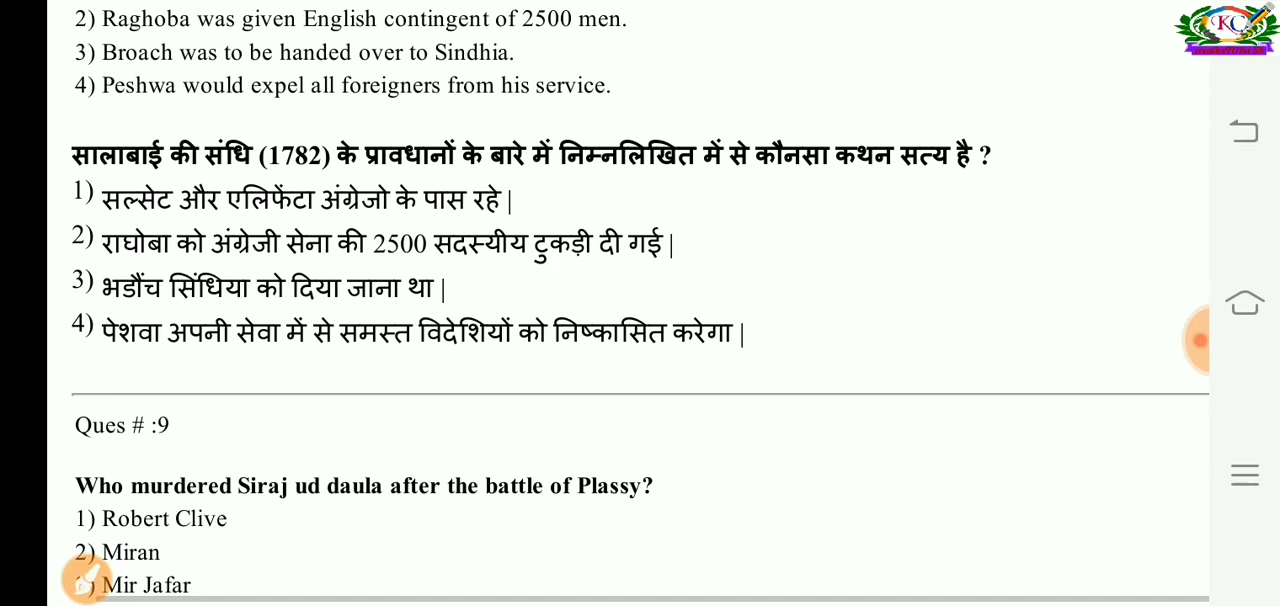 2) Raghoba was given English contingent of 2500 men.
3) Broach was to be handed over to Sindhia.
4) Peshwa would expel all foreigners from his service.
सालाबाई की संधि (1782) के प्रावधानों के बारे में निम्नलिखित में से कौनसा कथन सत्य है ?
1) सल्सेट और एलिफेंटा अंग्रेजो के पास रहे |
2) राघोबा को अंग्रेजी सेना की 2500 सदस्यीय टुकड़ी दी गई |
3) भडौंच सिंधिया को दिया जाना था |
4) पेशवा अपनी सेवा में से समस्त विदेशियों को निष्कासित करेगा |
Ques # :9
Who murdered Siraj ud daula after the battle of Plassy?
1) Robert Clive
2) Miran
) Mir Jafar
KC